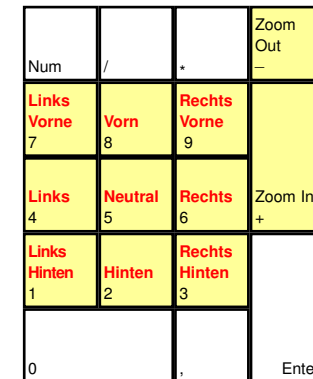 Zoom
Out
Num / * –
Links Rechts
Vorne Vorn Vorne
7 8 9
Links Neutral Rechts Zoom In
4 5 6 +
Links Rechts
Hinten Hinten Hinten
1 2 3
0 , Ente